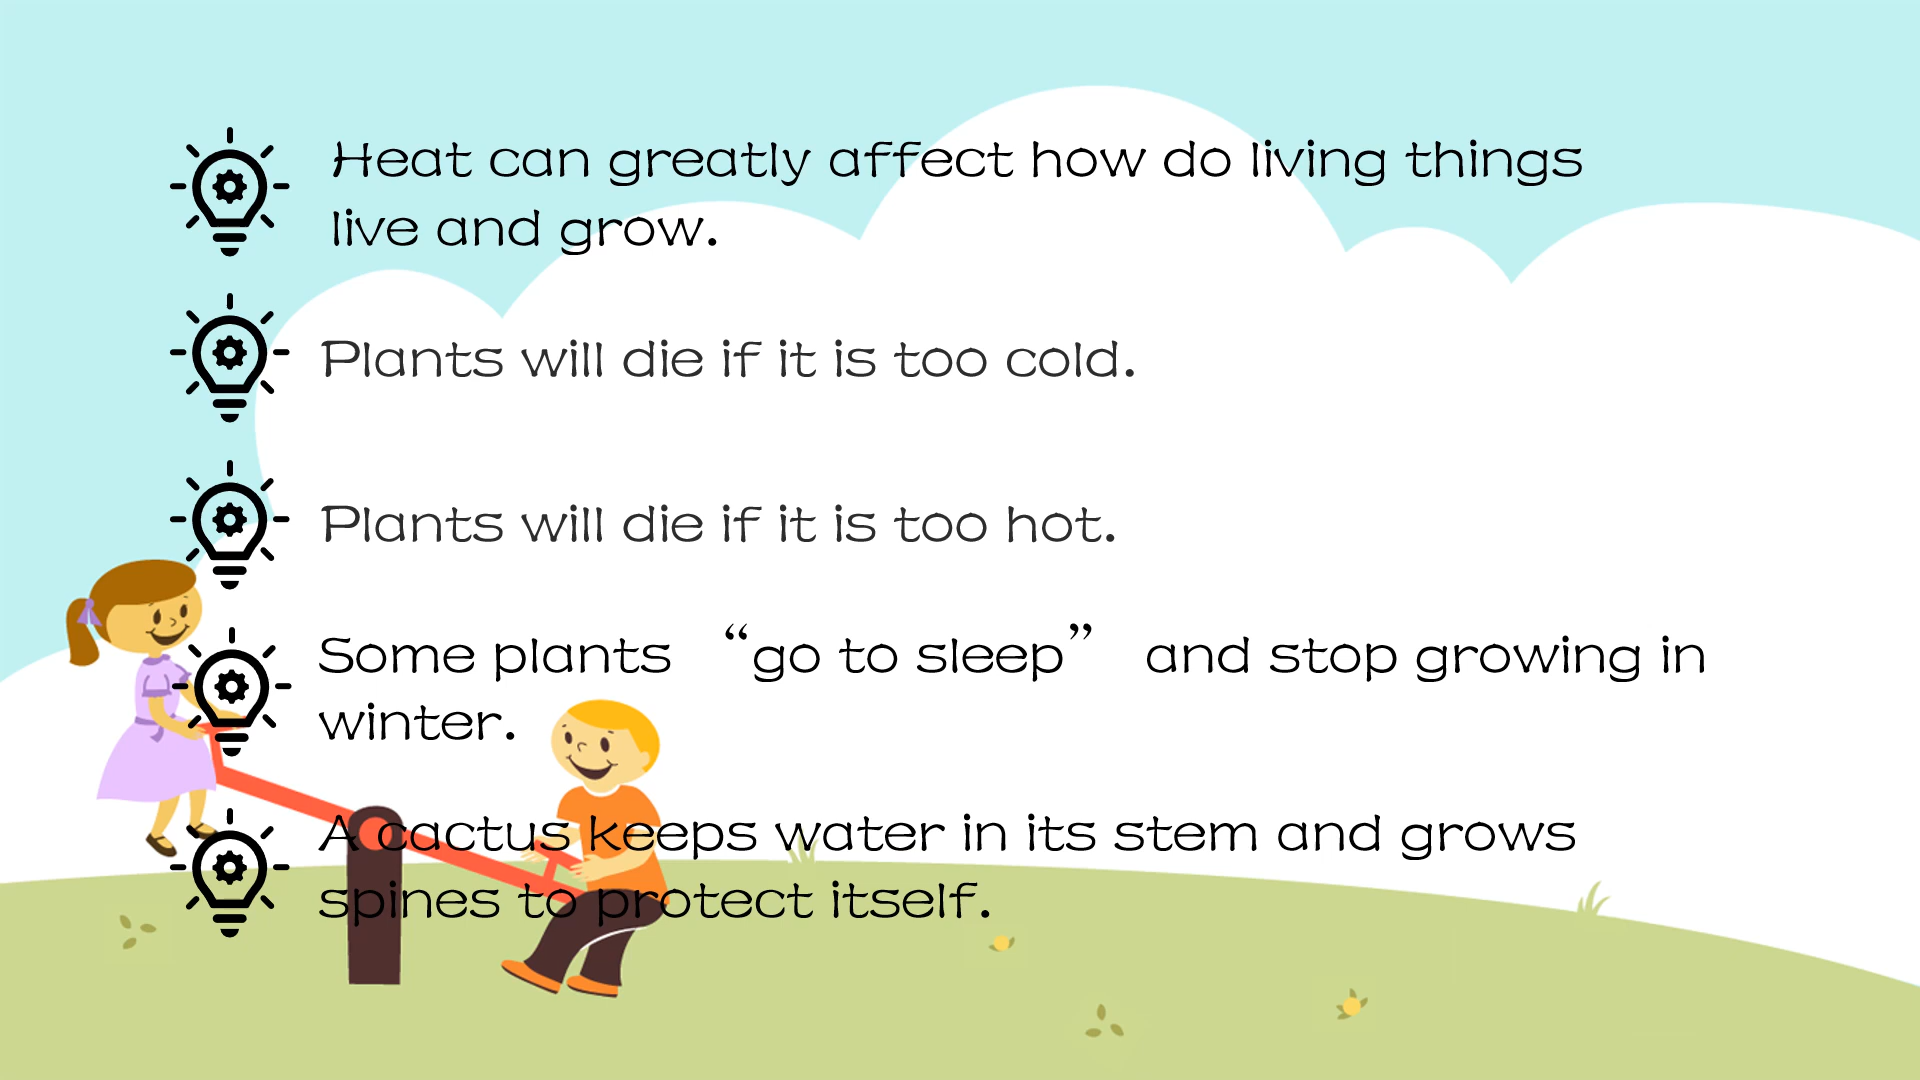 Heat can greatly affect how do living things
live and grow.
Plants will die if it is too cold.
Plants will die if it is too hot.
Some plants “go to sleep” and stop growing in
winter.
A cactus keeps water in its stem and grows
spines to protect itself.